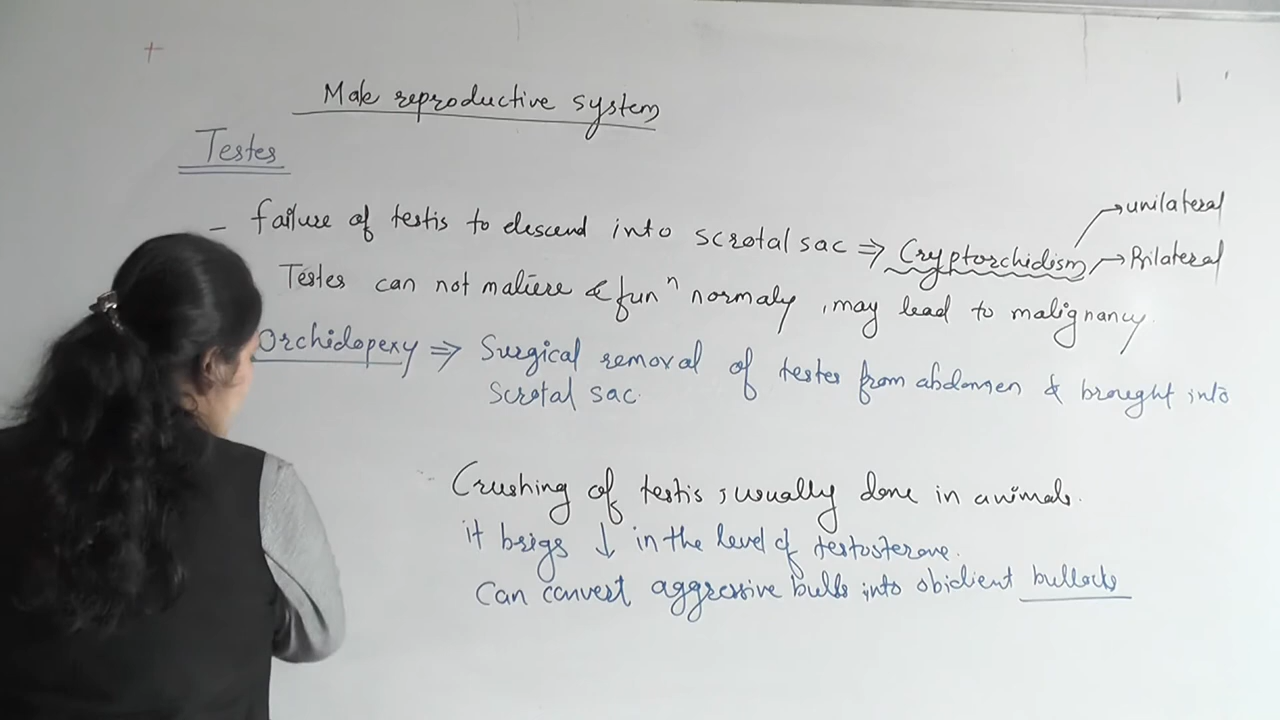 Male reproductive system
Testes
- failure of testis to descend into scrotal sac ⇒ Cryptorchidism → unilateral
→ Bilateral
Testes can not mature & funⁿ normaly, may lead to malignancy.
Orchidopexy ⇒ Surgical removal of testes from abdomen & brought into
scrotal sac.
Crushing of testis, usually done in animals.
it brigs ↓ in the level of testosterone.
Can convert aggressive bulls into obidient bullocks